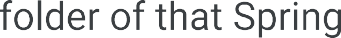 folder of that Spring